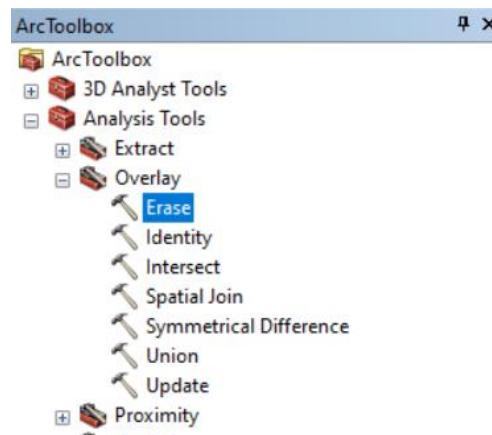 ArcToolbox
ArcToolbox
3D Analyst Tools
Analysis Tools
Extract
Overlay
Erase
Identity
Intersect
Spatial Join
Symmetrical Difference
Union
Update
Proximity